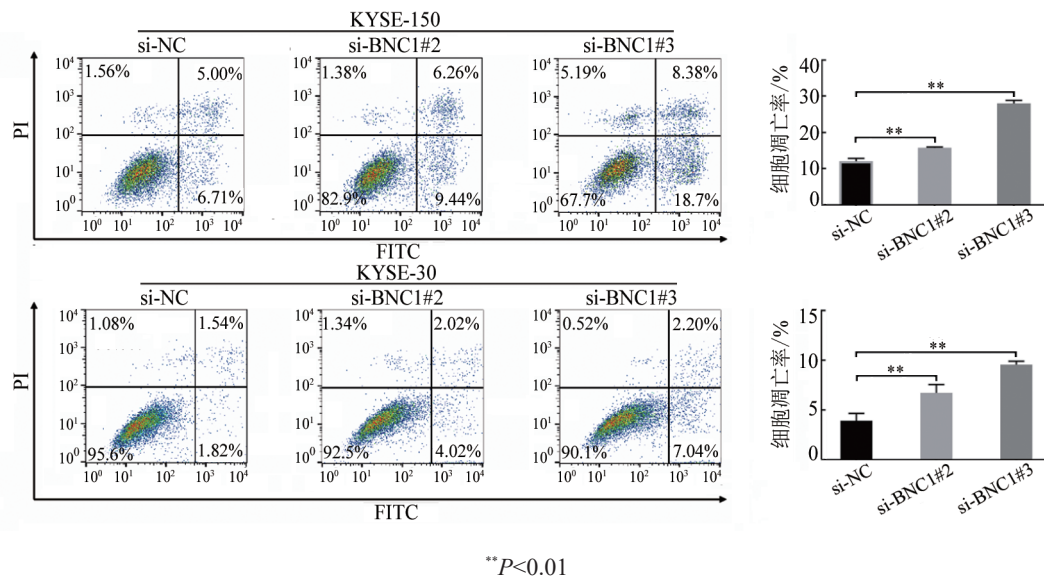 KYSE-150
si-NC
si-BNC1#2
si-BNC1#3
PI
10⁴
10³
10²
10¹
10⁰
1.56%
5.00%
6.71%
10⁰ 10¹ 10² 10³ 10⁴
10⁴
10³
10²
10¹
10⁰
1.38%
6.26%
82.9%
9.44%
10⁰ 10¹ 10² 10³ 10⁴
10⁴
10³
10²
10¹
10⁰
5.19%
8.38%
67.7%
18.7%
10⁰ 10¹ 10² 10³ 10⁴
FITC
细胞凋亡率/%
40
30
20
10
0
**
**
si-NC
si-BNC1#2
si-BNC1#3
KYSE-30
si-NC
si-BNC1#2
si-BNC1#3
PI
10⁴
10³
10²
10¹
10⁰
1.08%
1.54%
95.6%
1.82%
10⁰ 10¹ 10² 10³ 10⁴
10⁴
10³
10²
10¹
10⁰
1.34%
2.02%
92.5%
4.02%
10⁰ 10¹ 10² 10³ 10⁴
10⁴
10³
10²
10¹
10⁰
0.52%
2.20%
90.1%
7.04%
10⁰ 10¹ 10² 10³ 10⁴
FITC
细胞凋亡率/%
15
10
5
0
**
**
si-NC
si-BNC1#2
si-BNC1#3
**P<0.01